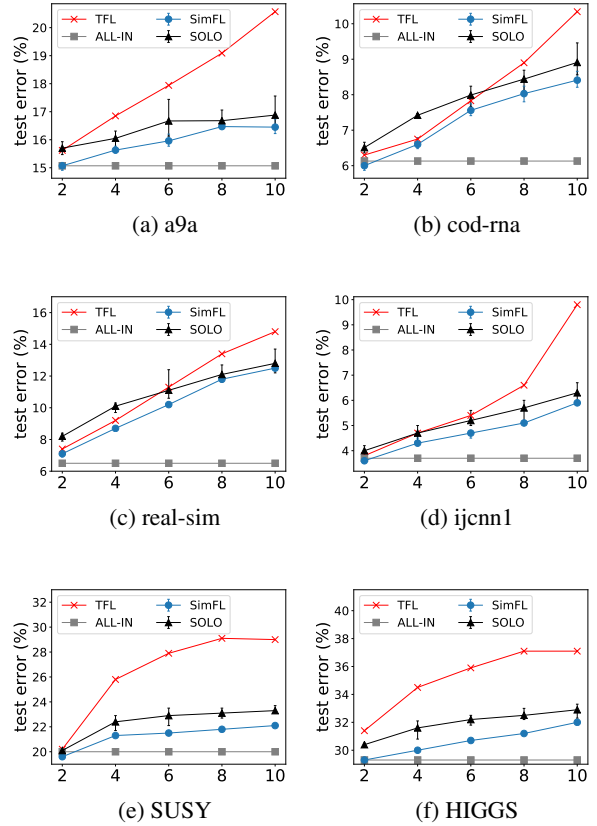 20
19
18
17
16
15
test error (%)
TFL
ALL-IN
SimFL
SOLO
2 4 6 8 10
(a) a9a
10
9
8
7
6
test error (%)
TFL
ALL-IN
SimFL
SOLO
2 4 6 8 10
(b) cod-rna
16
14
12
10
8
6
test error (%)
TFL
ALL-IN
SimFL
SOLO
2 4 6 8 10
(c) real-sim
10
9
8
7
6
5
4
test error (%)
TFL
ALL-IN
SimFL
SOLO
2 4 6 8 10
(d) ijcnn1
32
30
28
26
24
22
20
test error (%)
TFL
ALL-IN
SimFL
SOLO
2 4 6 8 10
(e) SUSY
40
38
36
34
32
30
test error (%)
TFL
ALL-IN
SimFL
SOLO
2 4 6 8 10
(f) HIGGS